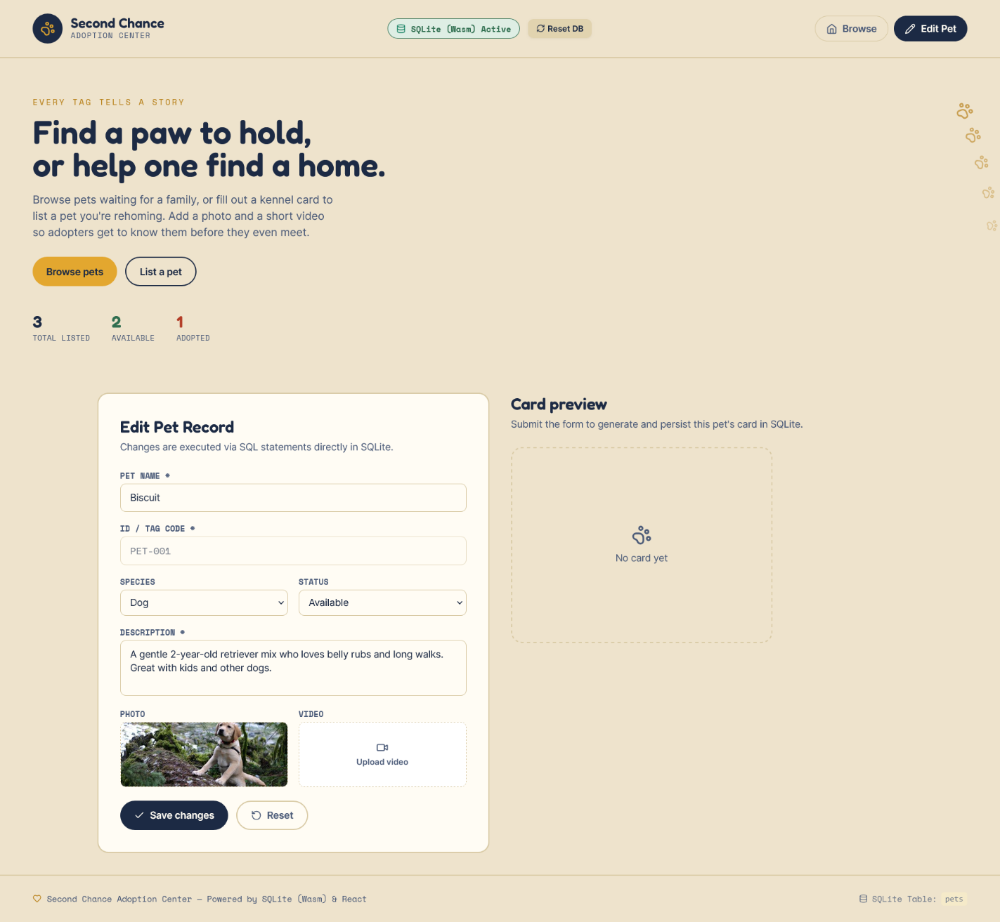 Second Chance
ADOPTION CENTER
SQLite (Wasm) Active
Reset DB
Browse
Edit Pet
EVERY TAG TELLS A STORY
Find a paw to hold,
or help one find a home.
Browse pets waiting for a family, or fill out a kennel card to
list a pet you're rehoming. Add a photo and a short video
so adopters get to know them before they even meet.
Browse pets
List a pet
3
TOTAL LISTED
2
AVAILABLE
1
ADOPTED
Edit Pet Record
Changes are executed via SQL statements directly in SQLite.
PET NAME *
Biscuit
ID / TAG CODE *
PET-001
SPECIES
Dog
STATUS
Available
DESCRIPTION *
A gentle 2-year-old retriever mix who loves belly rubs and long walks.
Great with kids and other dogs.
PHOTO
VIDEO
Upload video
Save changes
Reset
Card preview
Submit the form to generate and persist this pet's card in SQLite.
No card yet
Second Chance Adoption Center — Powered by SQLite (Wasm) & React
SQLite Table: pets